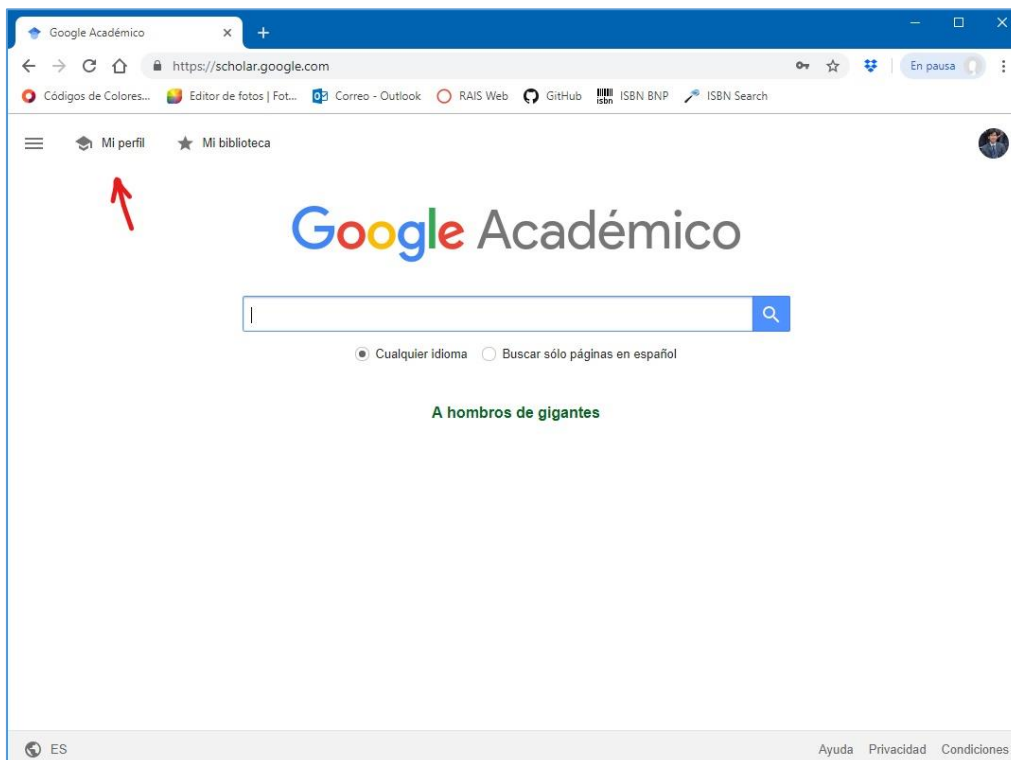 Google Académico
https://scholar.google.com
En pausa
Códigos de Colores...
Editor de fotos | Fot...
Correo - Outlook
RAIS Web
GitHub
isbn
ISBN BNP
ISBN Search
Mi perfil
Mi biblioteca
Google Académico
Cualquier idioma
Buscar sólo páginas en español
A hombros de gigantes
ES
Ayuda
Privacidad
Condiciones